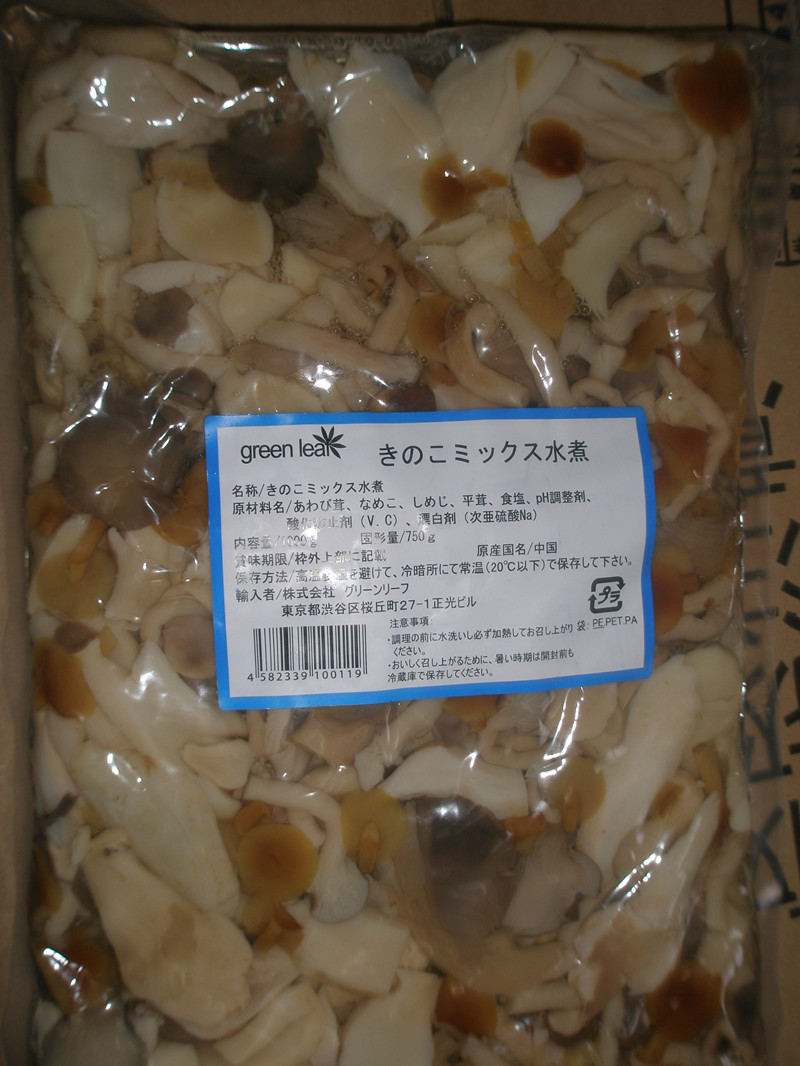 green leaf
きのこミックス水煮
名称/きのこミックス水煮
原材料名/あわび茸、なめこ、しめじ、平茸、食塩、pH調整剤、
酸化防止剤(V.C)、漂白剤(次亜硫酸Na)
内容量/1000g 固形量/750g
賞味期限/枠外上部に記載 原産国名/中国
保存方法/高温多湿を避けて、冷暗所にて常温(20℃以下)で保存して下さい。
輸入者/株式会社 グリーンリーフ
東京都渋谷区桜丘町27-1正光ビル
注意事項
・調理の前に水洗いし必ず加熱してお召し上がり
ください。
・おいしく召し上がるために、暑い時期は開封前も
冷蔵庫で保存してください。
プラ
袋:PE,PET,PA
4 582339 100119